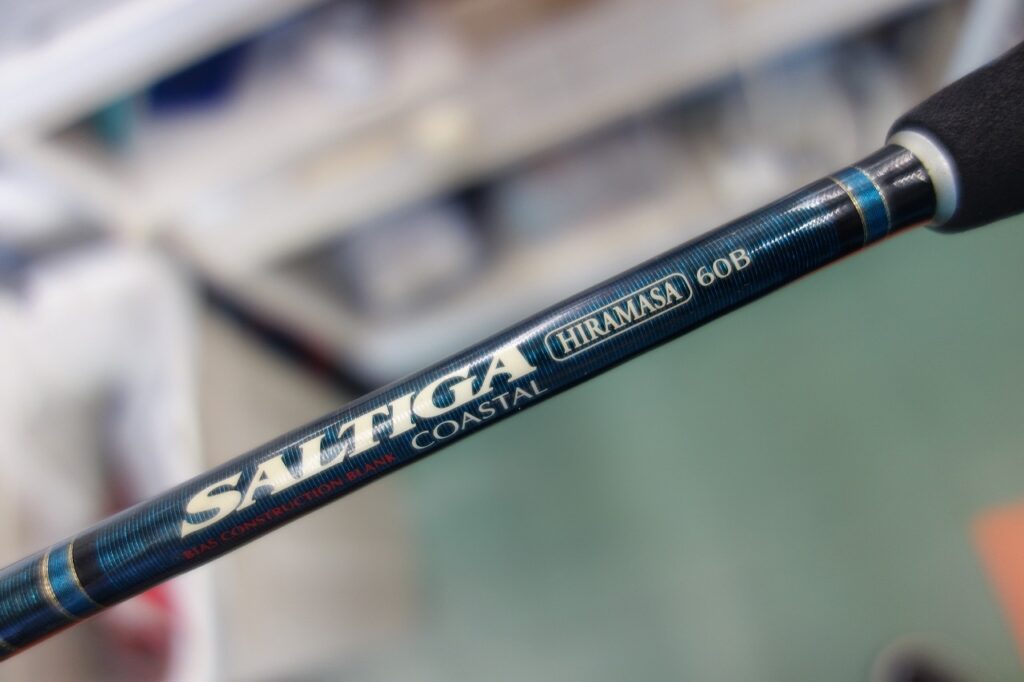 SALTIGA HIRAMASA 60B
COASTAL
BIAS CONSTRUCTION BLANK